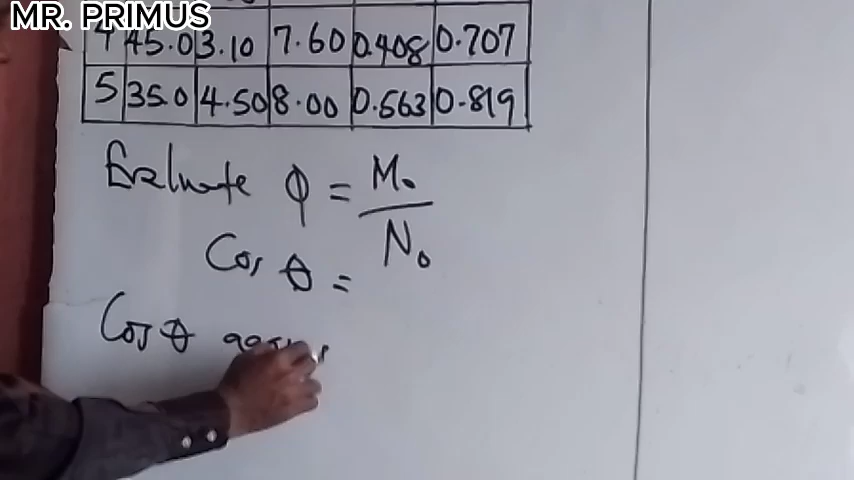 MR. PRIMUS
4 45.0 3.10 7.60 0.408 0.707
5 35.0 4.50 8.00 0.563 0.819
Evaluate φ = M₀ / N₀
Cos θ =
Cos θ